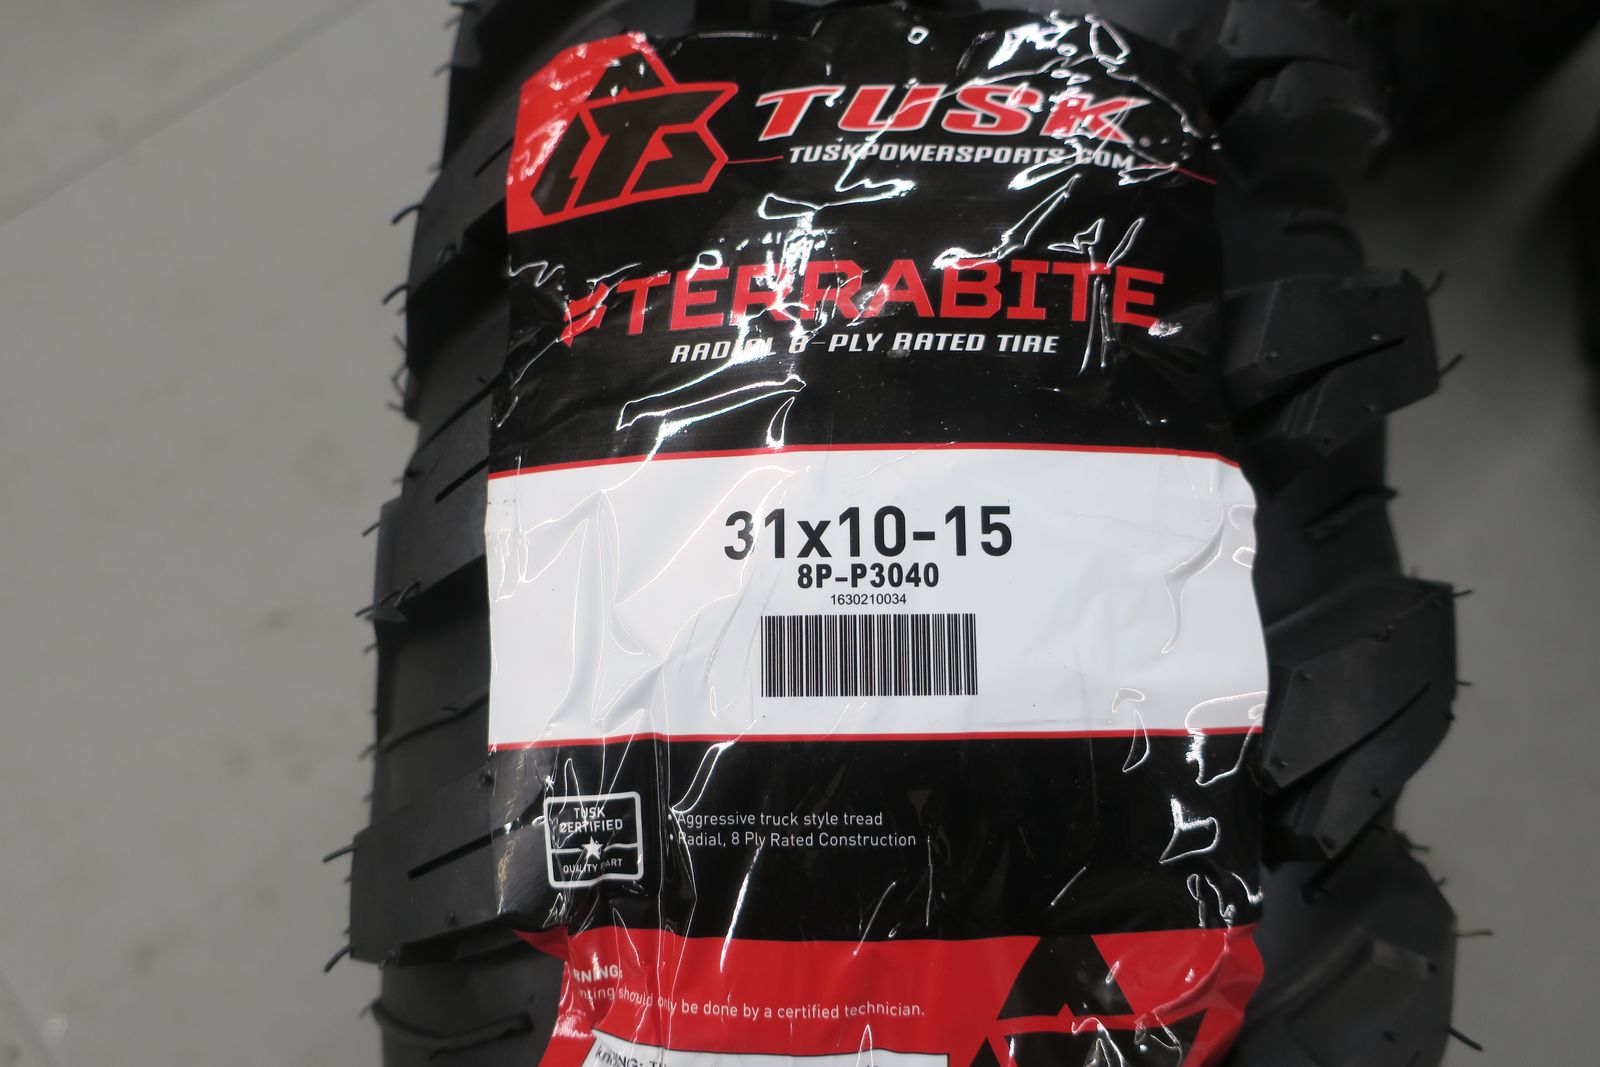 TUSK
TUSKPOWERSPORTS.COM
TERRABITE
RADIAL 8-PLY RATED TIRE
31x10-15
8P-P3040
1630210034
TUSK
CERTIFIED
QUALITY PART
• Aggressive truck style tread
• Radial, 8 Ply Rated Construction
should only be done by a certified technician.